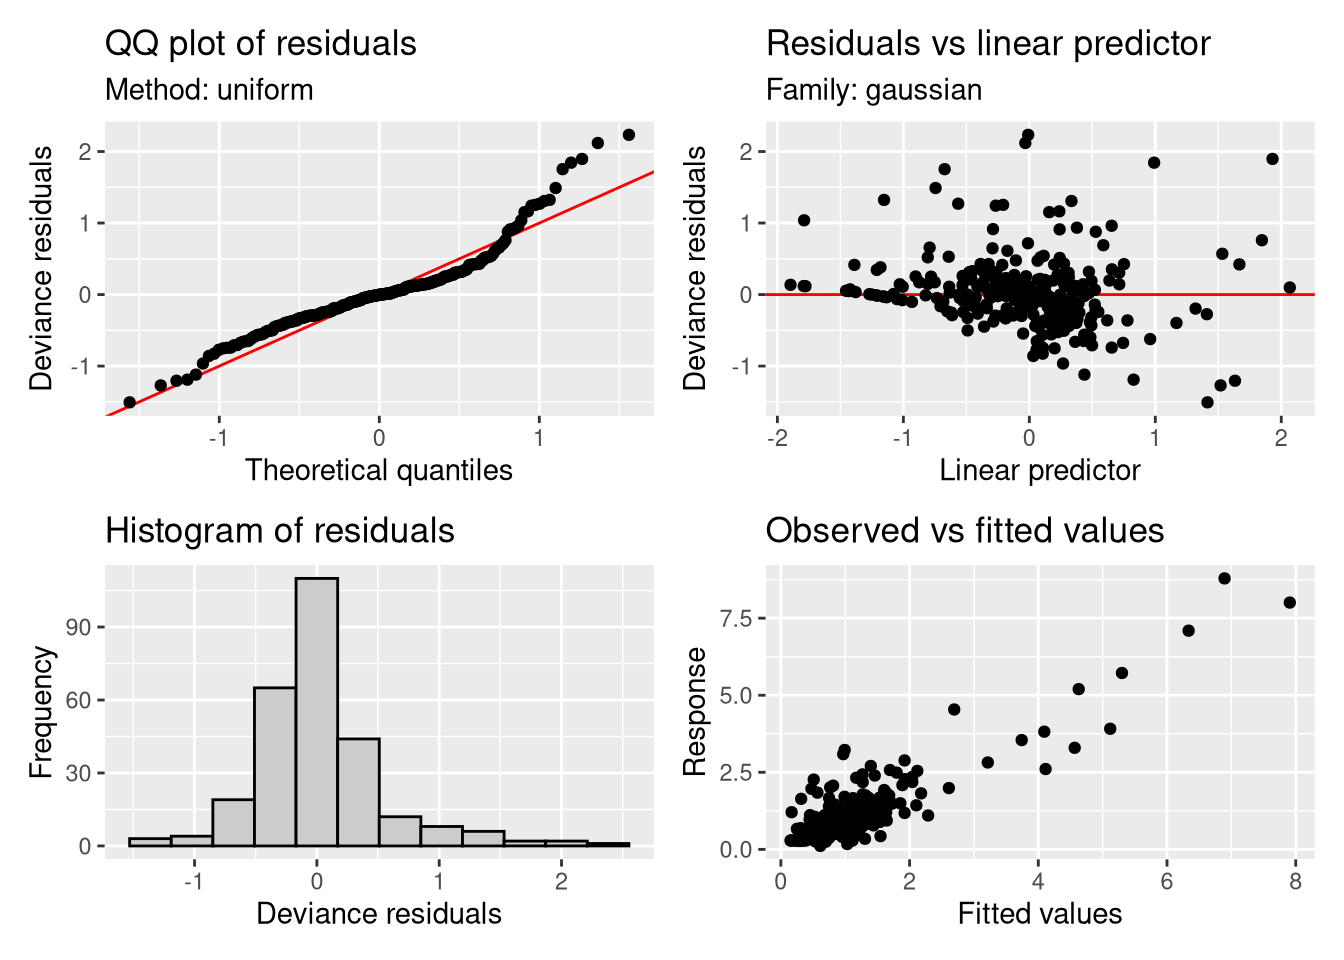 QQ plot of residuals
Method: uniform
Deviance residuals
2
1
0
-1
-1
0
1
Theoretical quantiles
Residuals vs linear predictor
Family: gaussian
Deviance residuals
2
1
0
-1
-2
-1
0
1
2
Linear predictor
Histogram of residuals
Frequency
90
60
30
0
-1
0
1
2
Deviance residuals
Observed vs fitted values
Response
7.5
5.0
2.5
0.0
0
2
4
6
8
Fitted values